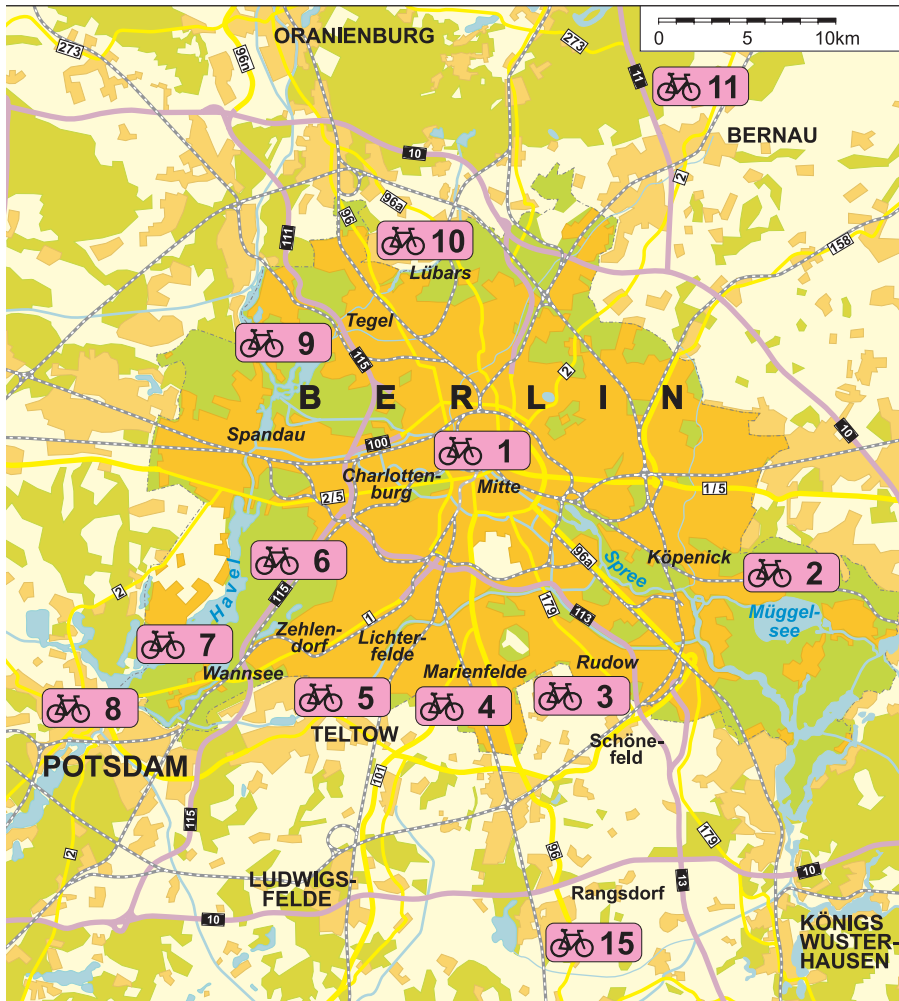 ORANIENBURG
0 5 10km
273
96n
273
11
11
BERNAU
10
2
96a
96
10
111
158
Lübars
Tegel
9
115
2
B E R L I N
10
Spandau
100
1
Charlotten-
burg
Mitte
2/5
1/5
6
96a
Spree
Köpenick
2
Havel
115
2
179
113
Müggel-
see
1
Zehlen-
dorf
Lichter-
felde
7
Wannsee
Marienfelde
Rudow
8
5
4
3
TELTOW
Schöne-
feld
POTSDAM
101
115
2
96
179
LUDWIGS-
FELDE
10
13
10
Rangsdorf
15
KÖNIGS
WUSTER-
HAUSEN